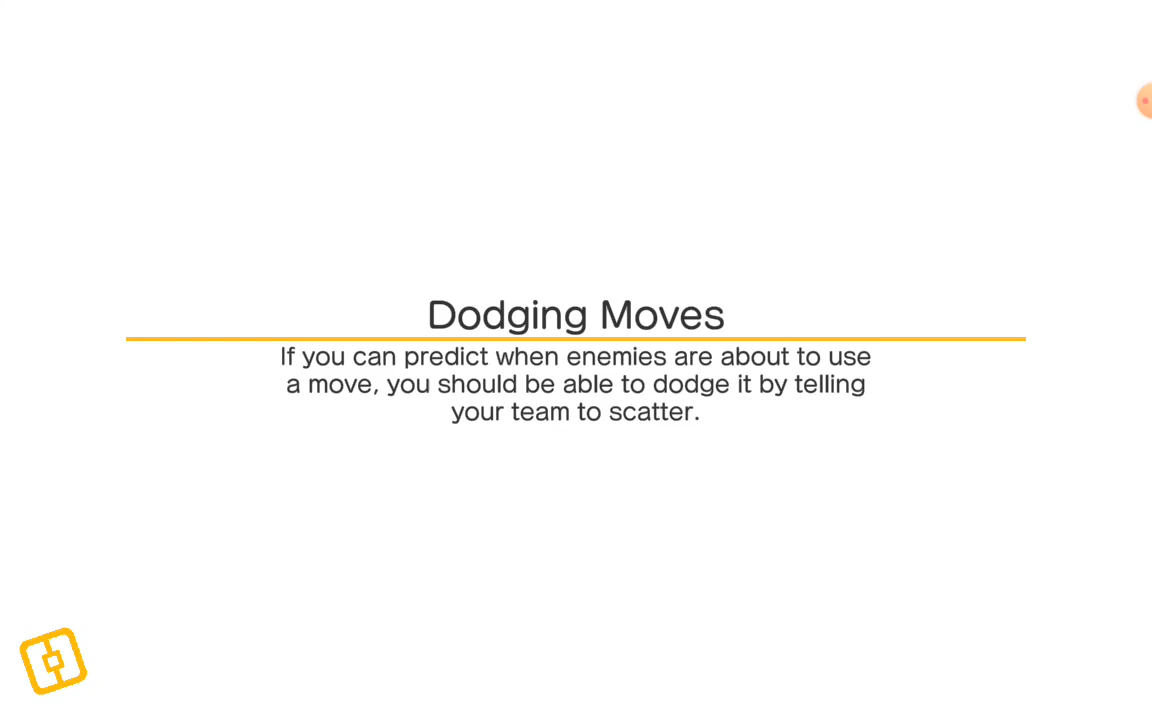 Dodging Moves
If you can predict when enemies are about to use
a move, you should be able to dodge it by telling
your team to scatter.